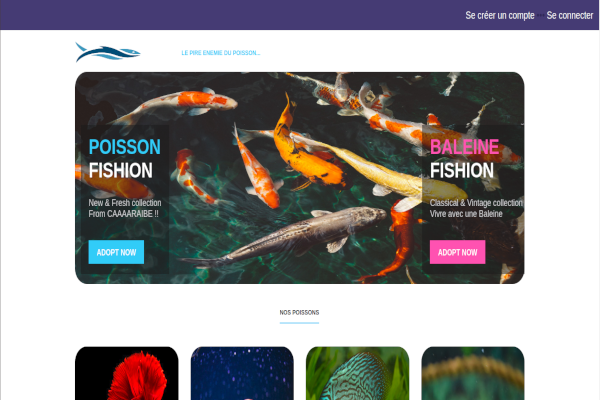 Se créer un compte
Se connecter
LE PIRE ENEMIE DU POISSON...
POISSON
FISHION
New & Fresh collection
From CAAAARAIBE !!
ADOPT NOW
BALEINE
FISHION
Classical & Vintage collection
Vivre avec une Baleine
ADOPT NOW
NOS POISSONS